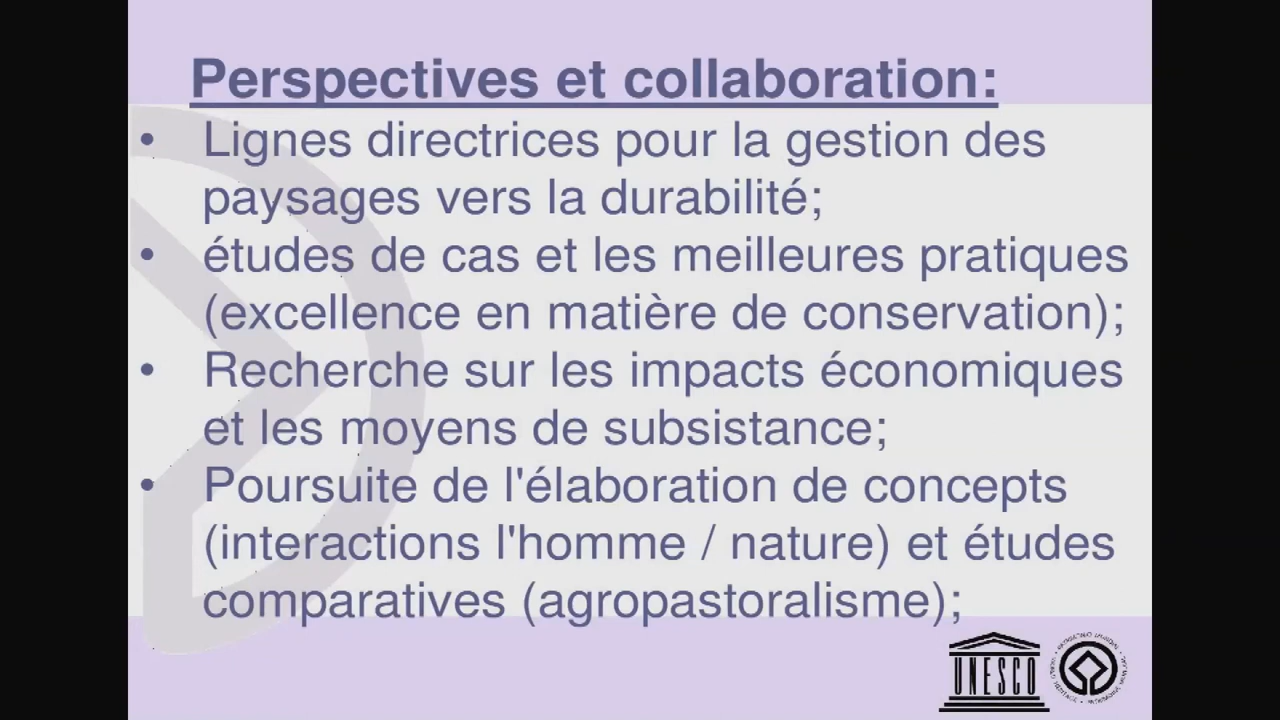 Perspectives et collaboration:
• Lignes directrices pour la gestion des
paysages vers la durabilité;
• études de cas et les meilleures pratiques
(excellence en matière de conservation);
• Recherche sur les impacts économiques
et les moyens de subsistance;
• Poursuite de l'élaboration de concepts
(interactions l'homme / nature) et études
comparatives (agropastoralisme);
UNESCO